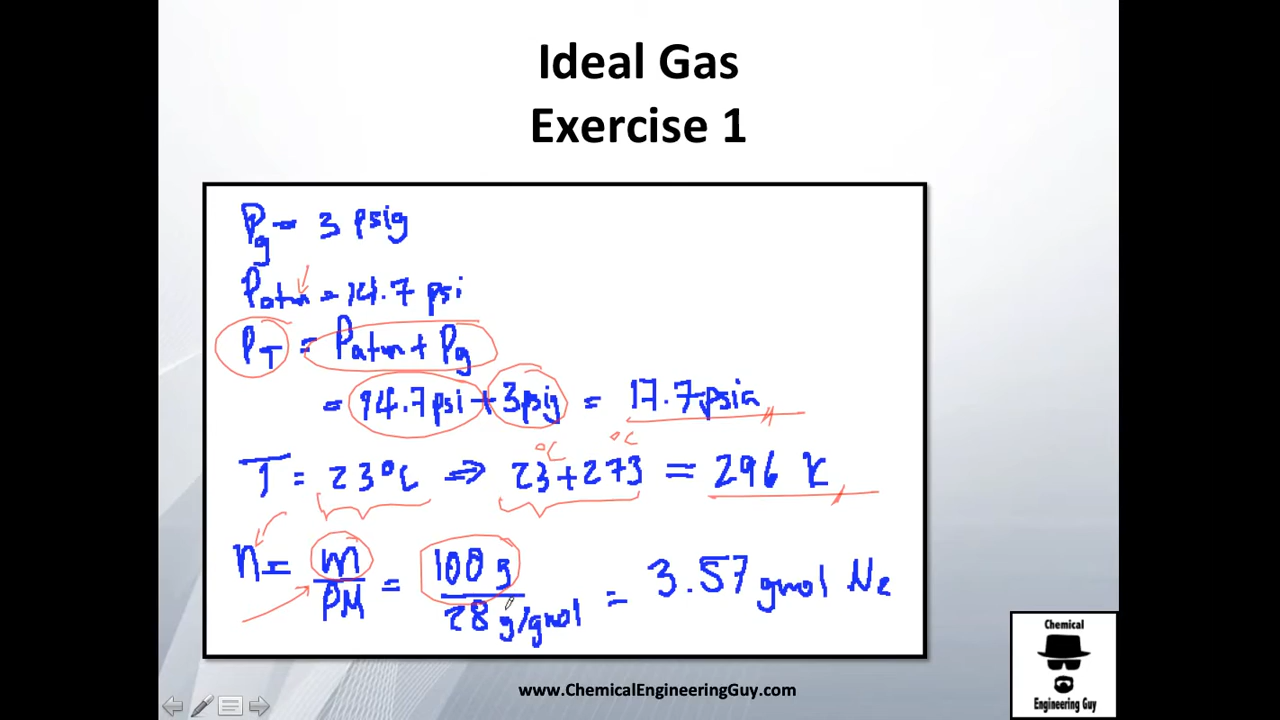 Ideal Gas
Exercise 1
Pg = 3 psig
Patm = 14.7 psi
PT = Patm + Pg
= 14.7 psi + 3 psig = 17.7 psia
°C °C
T = 23°C ⇒ 23 + 273 = 296 K
n = m/PM = 100 g / 28 g/gmol = 3.57 gmol N2
www.ChemicalEngineeringGuy.com
Chemical
Engineering Guy